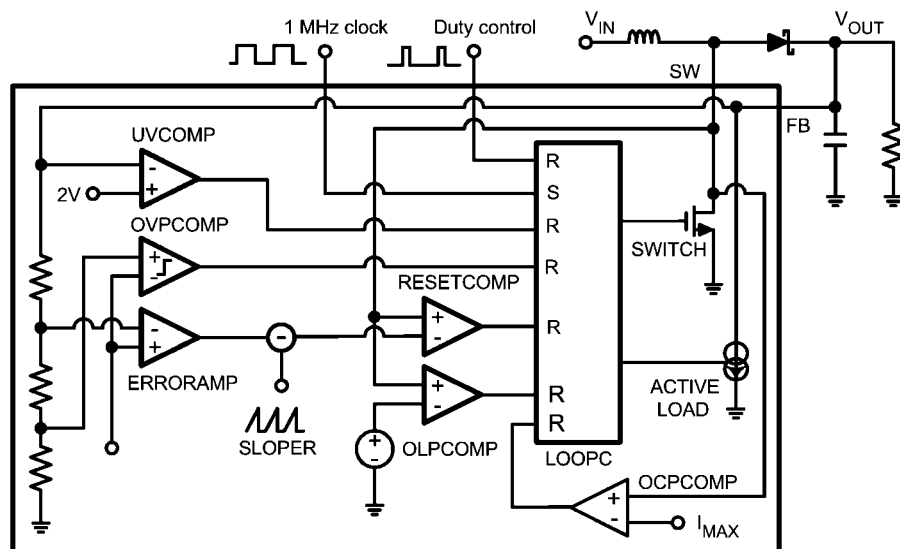 1 MHz clock
Duty control
VIN
VOUT
SW
FB
UVCOMP
-
+
2V
OVPCOMP
+
-
R
S
R
R
R
R
R
SWITCH
RESETCOMP
+
-
-
+
-
ERRORAMP
SLOPER
+
-
+
-
OLPCOMP
LOOPC
ACTIVE
LOAD
OCPCOMP
+
-
IMAX